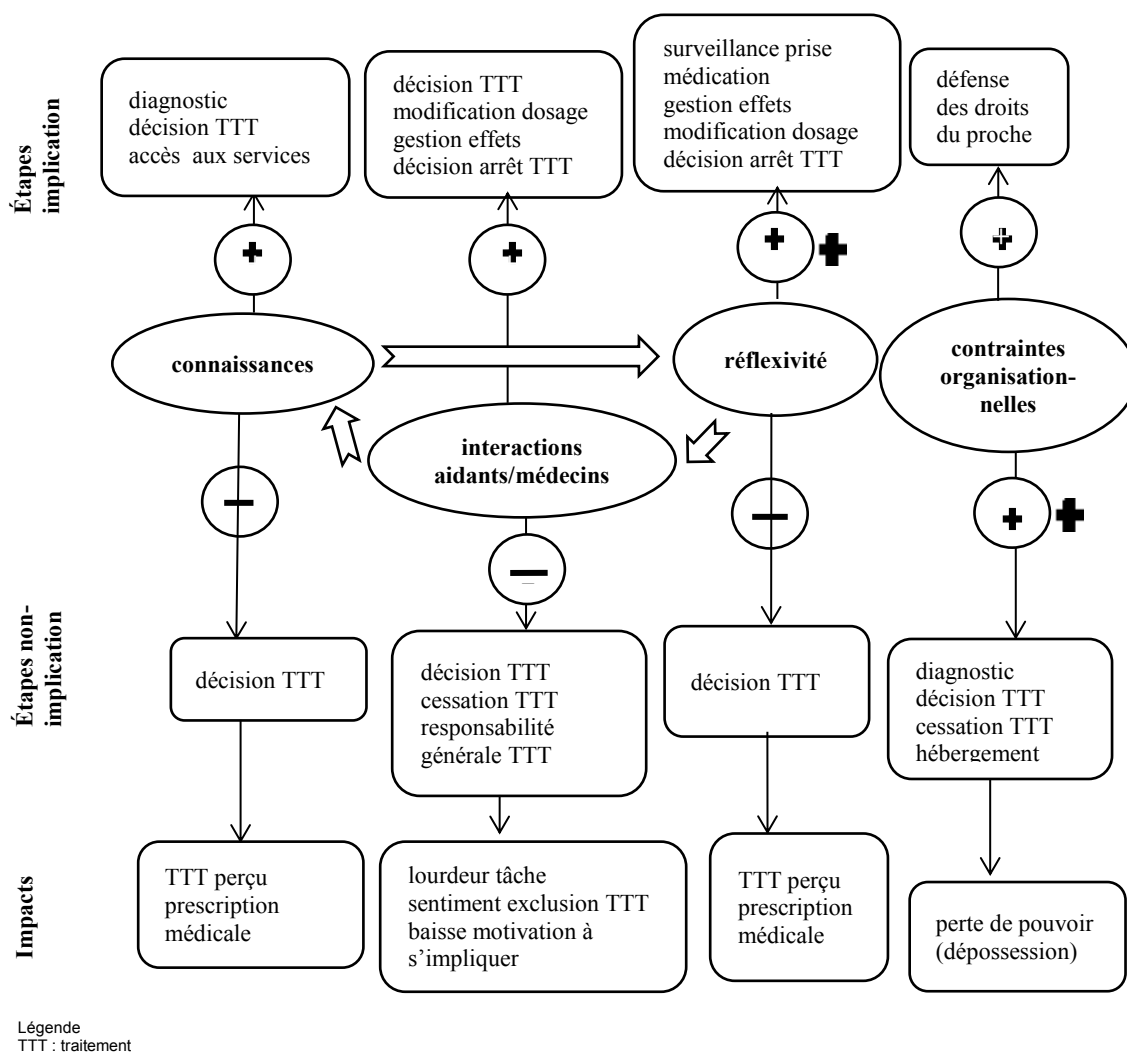 Étapes
implication
diagnostic
décision TTT
accès aux services
décision TTT
modification dosage
gestion effets
décision arrêt TTT
surveillance prise
médication
gestion effets
modification dosage
décision arrêt TTT
défense
des droits
du proche
+
+
+ +
+
connaissances
interactions
aidants/médecins
réflexivité
contraintes
organisation-
nelles
–
–
–
+ +
Étapes non-
implication
décision TTT
décision TTT
cessation TTT
responsabilité
générale TTT
décision TTT
diagnostic
décision TTT
cessation TTT
hébergement
Impacts
TTT perçu
prescription
médicale
lourdeur tâche
sentiment exclusion TTT
baisse motivation à
s’impliquer
TTT perçu
prescription
médicale
perte de pouvoir
(dépossession)
Légende
TTT : traitement